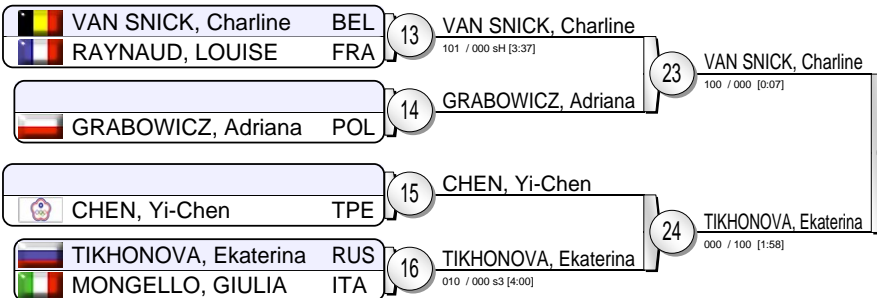 VAN SNICK, Charline BEL
RAYNAUD, LOUISE FRA
13
VAN SNICK, Charline
101 / 000 sH [3:37]
GRABOWICZ, Adriana POL
14
GRABOWICZ, Adriana
23
VAN SNICK, Charline
100 / 000 [0:07]
CHEN, Yi-Chen TPE
15
CHEN, Yi-Chen
TIKHONOVA, Ekaterina RUS
MONGELLO, GIULIA ITA
16
TIKHONOVA, Ekaterina
010 / 000 s3 [4:00]
24
TIKHONOVA, Ekaterina
000 / 100 [1:58]